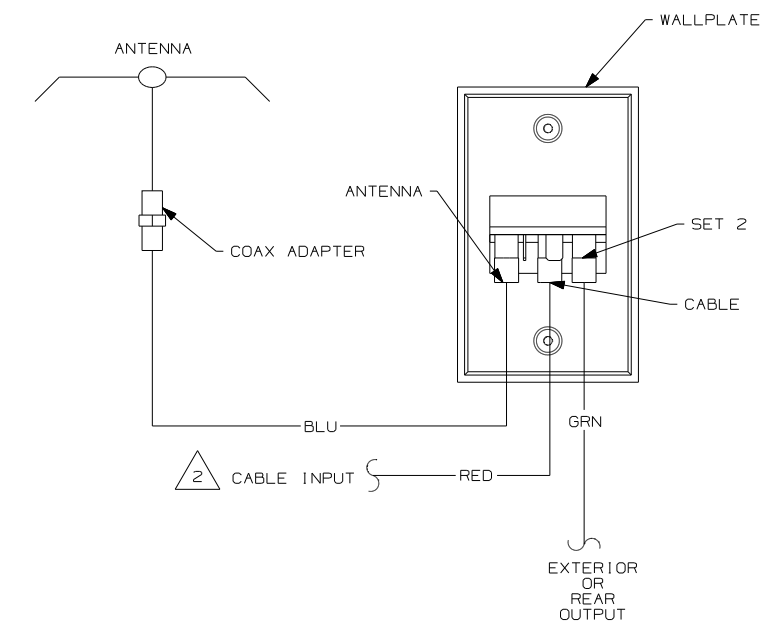 WALLPLATE
ANTENNA
ANTENNA
SET 2
COAX ADAPTER
CABLE
BLU
GRN
2
CABLE INPUT
RED
EXTERIOR
OR
REAR
OUTPUT